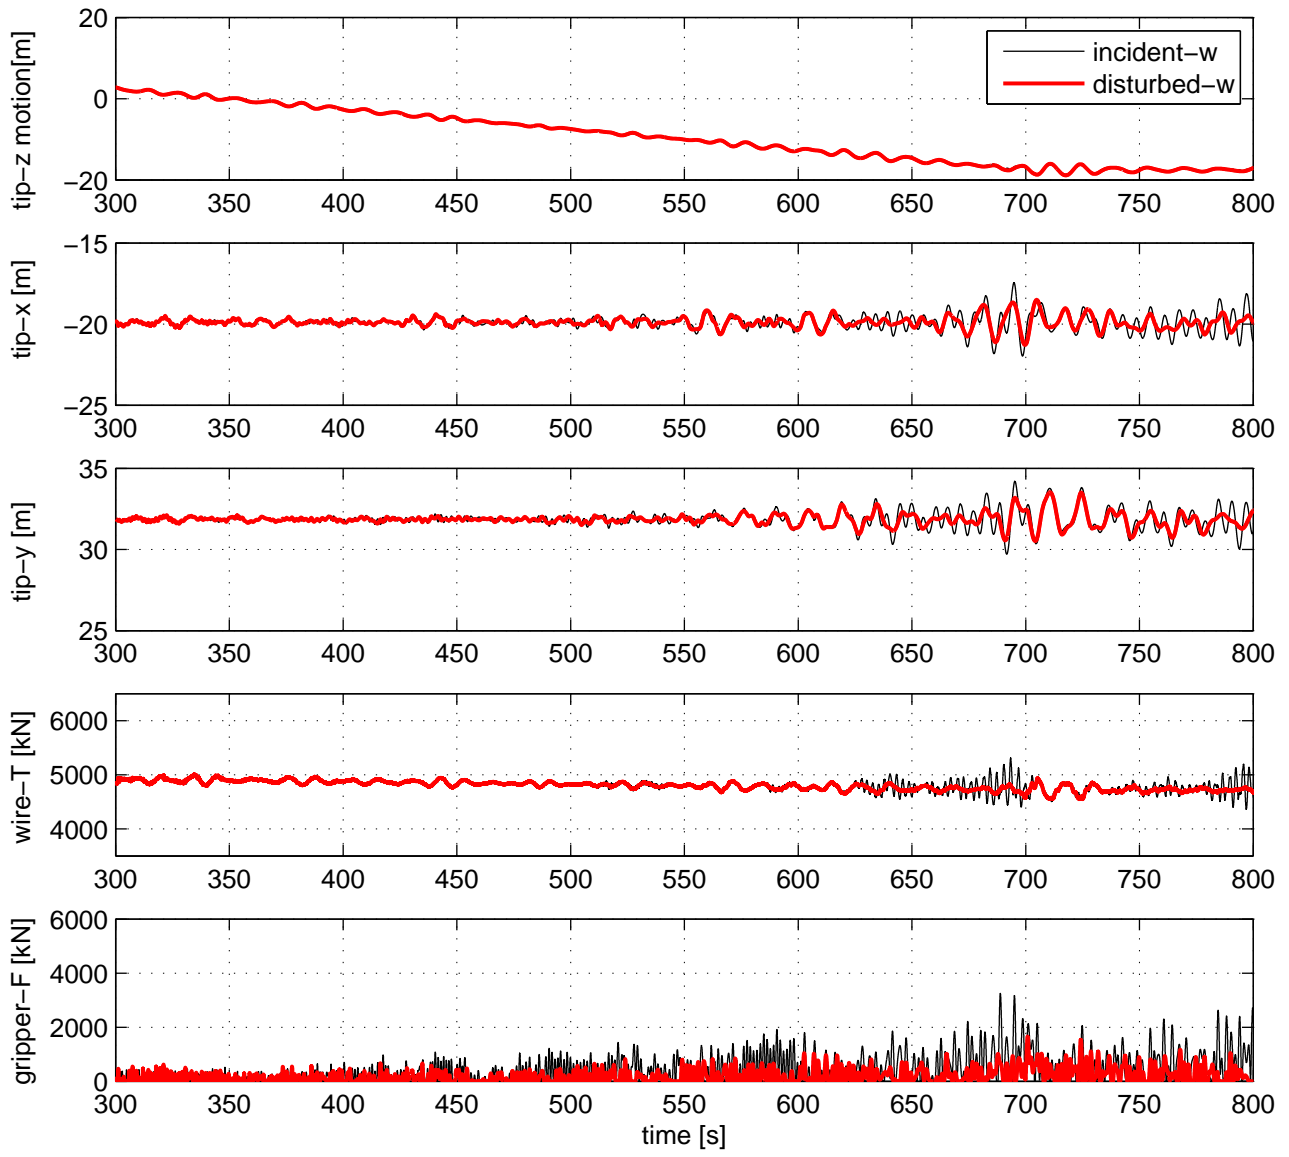 20
0
−20
tip−z motion[m]
incident−w
disturbed−w
300 350 400 450 500 550 600 650 700 750 800
−15
−20
−25
tip−x [m]
300 350 400 450 500 550 600 650 700 750 800
35
30
25
tip−y [m]
300 350 400 450 500 550 600 650 700 750 800
6000
5000
4000
wire−T [kN]
300 350 400 450 500 550 600 650 700 750 800
6000
4000
2000
0
gripper−F [kN]
300 350 400 450 500 550 600 650 700 750 800
time [s]